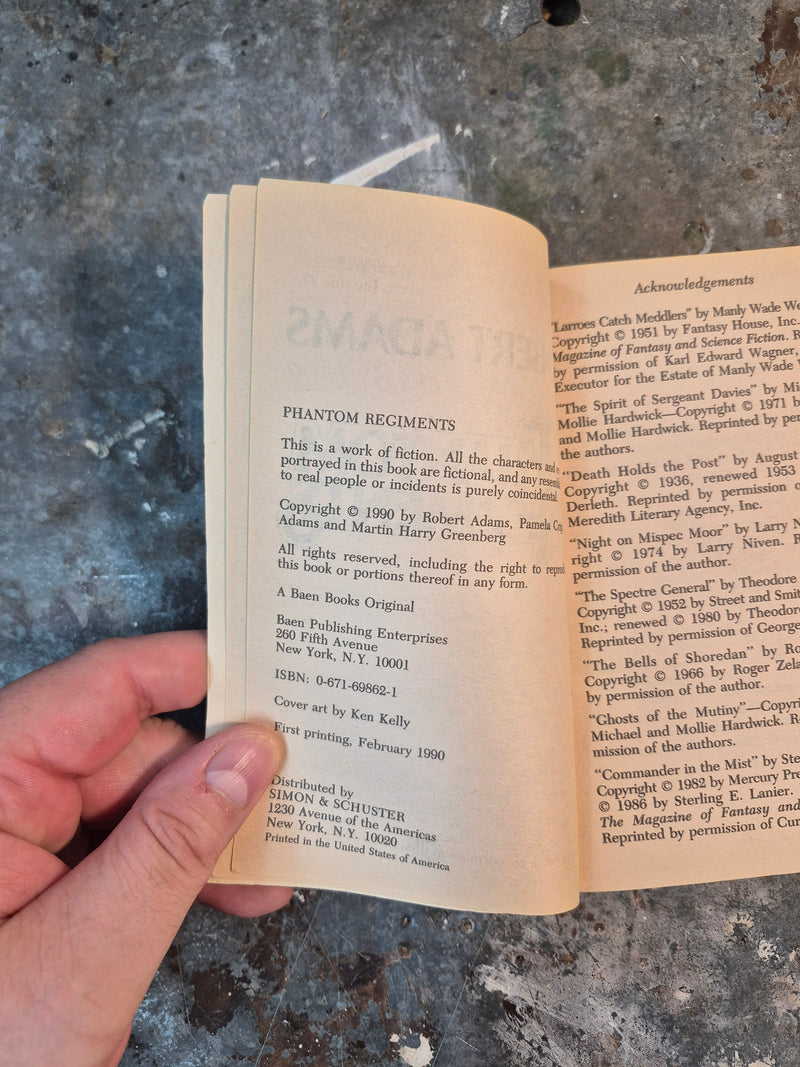 PHANTOM REGIMENTS
This is a work of fiction. All the characters and
portrayed in this book are fictional, and any
to real people or incidents is purely coincidental
Copyright © 1990 by Robert Adams, Pamela
Adams and Martin Harry Greenberg
All rights reserved, including the right to
this book or portions thereof in any form.
A Baen Books Original
Baen Publishing Enterprises
260 Fifth Avenue
New York, N.Y. 10001
ISBN: 0-671-69862-1
Cover art by Ken Kelly
First printing, February 1990
Distributed by
SIMON & SCHUSTER
1230 Avenue of the Americas
New York, N.Y. 10020
Printed in the United States of America
Acknowledgements
"Larroes Catch Meddlers" by Manly Wade
Copyright © 1951 by Fantasy House, Inc.
Magazine of Fantasy and Science Fiction.
by permission of Karl Edward Wagner,
Executor for the Estate of Manly Wade
"The Spirit of Sergeant Davies" by
Mollie Hardwick—Copyright © 1971
and Mollie Hardwick. Reprinted by
the authors.
"Death Holds the Post" by August
Copyright © 1936, renewed 1953
Derleth. Reprinted by permission
Meredith Literary Agency, Inc.
"Night on Mispec Moor" by Larry
right © 1974 by Larry Niven.
permission of the author.
"The Spectre General" by Theodore
Copyright © 1952 by Street and
Inc.; renewed © 1980 by
Reprinted by permission of George
"The Bells of Shoredan" by
Copyright © 1966 by Roger
by permission of the author.
"Ghosts of the Mutiny"—
Michael and Mollie Hardwick.
mission of the authors.
"Commander in the Mist" by
Copyright © 1982 by Mercury
© 1986 by Sterling E. Lanier.
The Magazine of Fantasy and
Reprinted by permission of